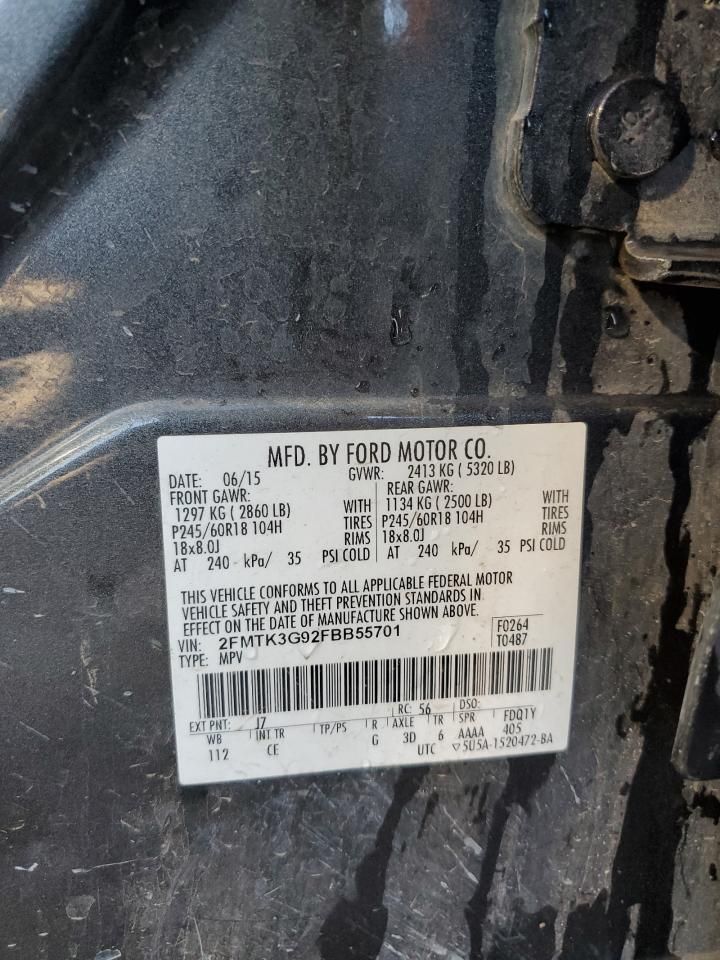 MFD. BY FORD MOTOR CO.
DATE: 06/15 GVWR: 2413 KG ( 5320 LB)
FRONT GAWR: REAR GAWR:
1297 KG ( 2860 LB) WITH 1134 KG ( 2500 LB) WITH
P245/60R18 104H TIRES P245/60R18 104H TIRES
18x8.0J RIMS 18x8.0J RIMS
AT 240 - kPa/ 35 PSI COLD AT 240 kPa/ 35 PSI COLD
THIS VEHICLE CONFORMS TO ALL APPLICABLE FEDERAL MOTOR
VEHICLE SAFETY AND THEFT PREVENTION STANDARDS IN
EFFECT ON THE DATE OF MANUFACTURE SHOWN ABOVE.
VIN: 2FMTK3G92FBB55701 F0264
TYPE: MPV T0487
EXT PNT: J7 RC: 56 DSO:
WB INT TR TP/PS R AXLE TR SPR FDQ1Y
112 CE G 3D 6 AAAA 405
UTC ▽5U5A-1520472-BA